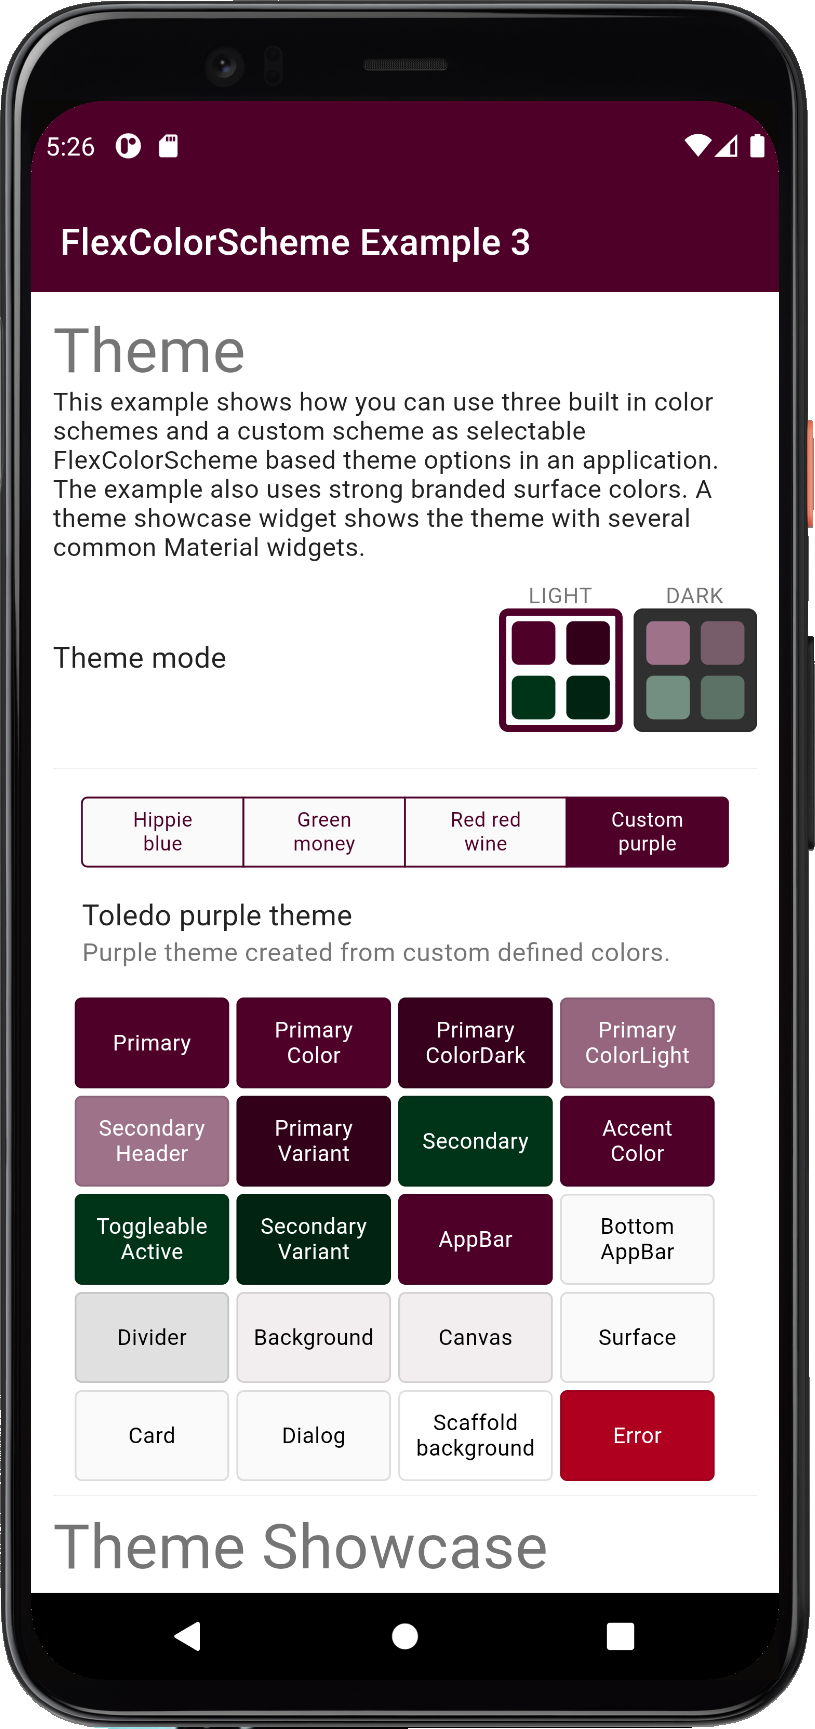 5:26
FlexColorScheme Example 3
Theme
This example shows how you can use three built in color
schemes and a custom scheme as selectable
FlexColorScheme based theme options in an application.
The example also uses strong branded surface colors. A
theme showcase widget shows the theme with several
common Material widgets.
LIGHT DARK
Theme mode
Hippie
blue
Green
money
Red red
wine
Custom
purple
Toledo purple theme
Purple theme created from custom defined colors.
Primary
Primary
Color
Primary
ColorDark
Primary
ColorLight
Secondary
Header
Primary
Variant
Secondary
Accent
Color
Toggleable
Active
Secondary
Variant
AppBar
Bottom
AppBar
Divider
Background
Canvas
Surface
Card
Dialog
Scaffold
background
Error
Theme Showcase